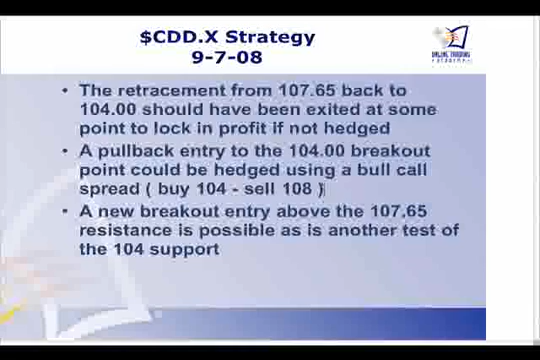 $CDD.X Strategy
9-7-08
• The retracement from 107.65 back to
104.00 should have been exited at some
point to lock in profit if not hedged
• A pullback entry to the 104.00 breakout
point could be hedged using a bull call
spread ( buy 104 - sell 108 )
• A new breakout entry above the 107.65
resistance is possible as is another test of
the 104 support
ONLINE TRADING
ACADEMY